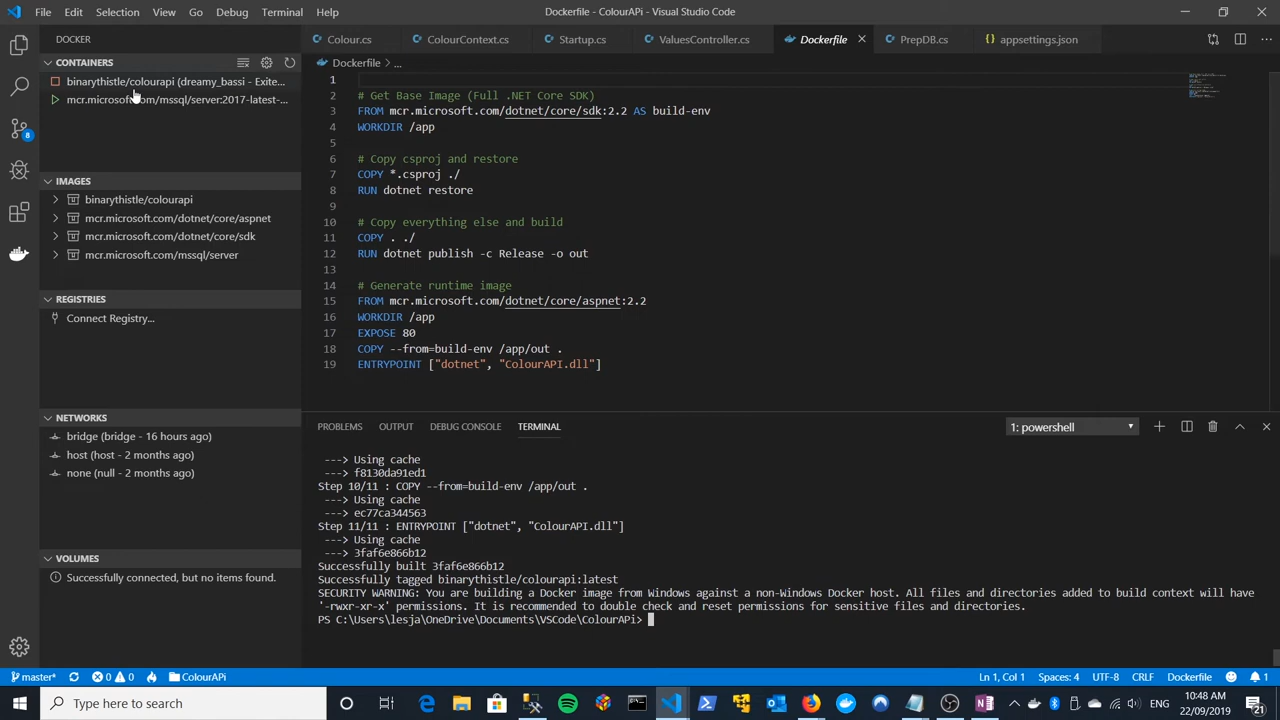 File Edit Selection View Go Debug Terminal Help
Dockerfile - ColourAPi - Visual Studio Code
DOCKER
Colour.cs ColourContext.cs Startup.cs ValuesController.cs Dockerfile PrepDB.cs appsettings.json
CONTAINERS
binarythistle/colourapi (dreamy_bassi - Exite...
mcr.microsoft.com/mssql/server:2017-latest-...
IMAGES
binarythistle/colourapi
mcr.microsoft.com/dotnet/core/aspnet
mcr.microsoft.com/dotnet/core/sdk
mcr.microsoft.com/mssql/server
REGISTRIES
Connect Registry...
NETWORKS
bridge (bridge - 16 hours ago)
host (host - 2 months ago)
none (null - 2 months ago)
VOLUMES
Successfully connected, but no items found.
8
Dockerfile > ...
1
2 # Get Base Image (Full .NET Core SDK)
3 FROM mcr.microsoft.com/dotnet/core/sdk:2.2 AS build-env
4 WORKDIR /app
5
6 # Copy csproj and restore
7 COPY *.csproj ./
8 RUN dotnet restore
9
10 # Copy everything else and build
11 COPY . ./
12 RUN dotnet publish -c Release -o out
13
14 # Generate runtime image
15 FROM mcr.microsoft.com/dotnet/core/aspnet:2.2
16 WORKDIR /app
17 EXPOSE 80
18 COPY --from=build-env /app/out .
19 ENTRYPOINT ["dotnet", "ColourAPI.dll"]
PROBLEMS OUTPUT DEBUG CONSOLE TERMINAL
1: powershell
---> Using cache
---> f8130da91ed1
Step 10/11 : COPY --from=build-env /app/out .
---> Using cache
---> ec77ca344563
Step 11/11 : ENTRYPOINT ["dotnet", "ColourAPI.dll"]
---> Using cache
---> 3faf6e866b12
Successfully built 3faf6e866b12
Successfully tagged binarythistle/colourapi:latest
SECURITY WARNING: You are building a Docker image from Windows against a non-Windows Docker host. All files and directories added to build context will have
'-rwxr-xr-x' permissions. It is recommended to double check and reset permissions for sensitive files and directories.
PS C:\Users\lesja\OneDrive\Documents\VSCode\ColourAPi>
master* 0 0 ColourAPi
Ln 1, Col 1 Spaces: 4 UTF-8 CRLF Dockerfile 1
Type here to search
ENG
10:48 AM
22/09/2019
21